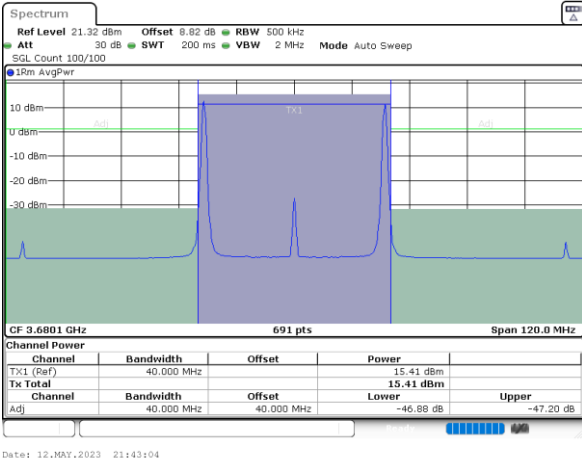 Spectrum
Ref Level 21.32 dBm Offset 8.82 dB RBW 500 kHz
Att 30 dB SWT 200 ms VBW 2 MHz Mode Auto Sweep
SGL Count 100/100
1Rm AvgPwr
10 dBm
TX1
Adj Adj
0 dBm
-10 dBm
-20 dBm
-30 dBm
CF 3.6801 GHz 691 pts Span 120.0 MHz
Channel Power
Channel Bandwidth Offset Power
TX1 (Ref) 40.000 MHz 15.41 dBm
Tx Total 15.41 dBm
Channel Bandwidth Offset Lower Upper
Adj 40.000 MHz 40.000 MHz -46.88 dB -47.20 dB
Ready
Date: 12.MAY.2023 21:43:04